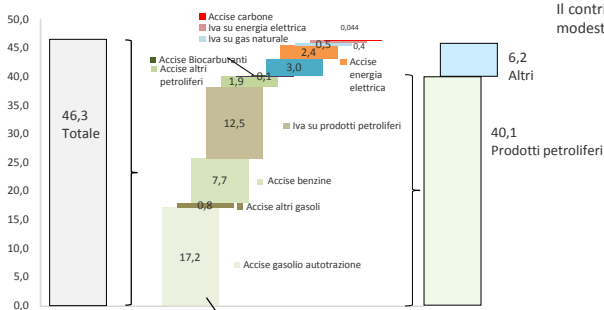 Il contri
modest
50,0
45,0
40,0
35,0
30,0
25,0
20,0
15,0
10,0
5,0
0,0
46,3
Totale
Accise carbone
Iva su energia elettrica
Iva su gas naturale
0,044
0,5
0,4
2,4
Accise
energia
elettrica
3,0
Accise Biocarburanti
Accise altri
petroliferi
0,1
1,9
12,5
Iva su prodotti petroliferi
7,7
Accise benzine
0,8
Accise altri gasoli
17,2
Accise gasolio autotrazione
6,2
Altri
40,1
Prodotti petroliferi